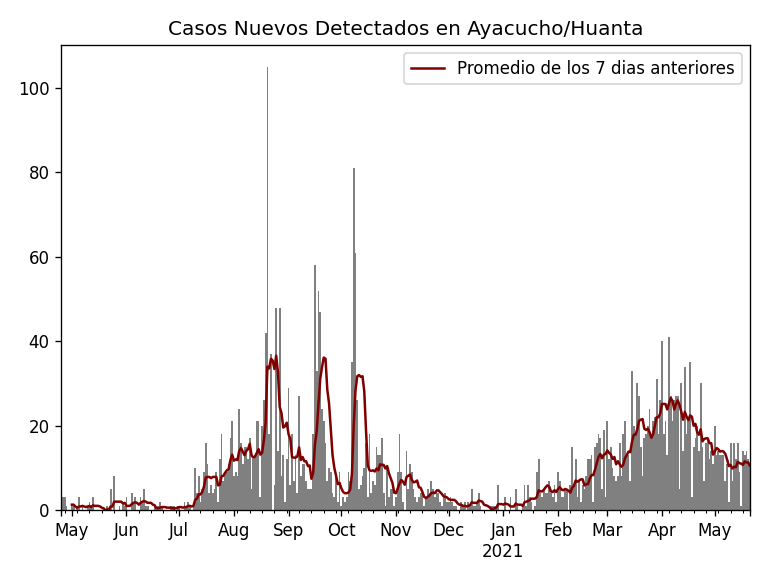 Casos Nuevos Detectados en Ayacucho/Huanta
Promedio de los 7 dias anteriores
100
80
60
40
20
0
May Jun Jul Aug Sep Oct Nov Dec Jan Feb Mar Apr May
2021